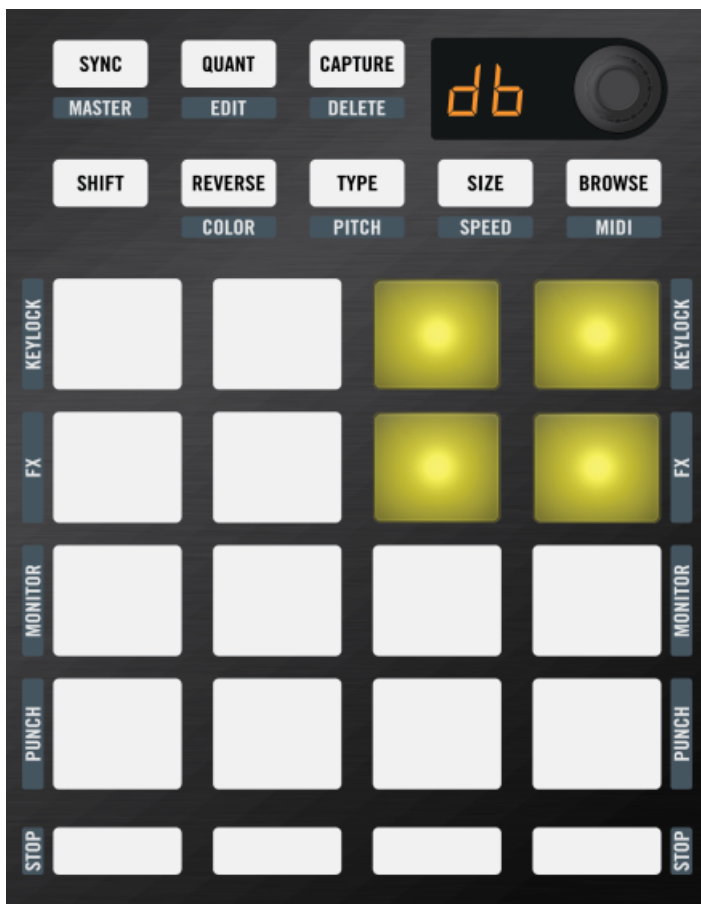 SYNC QUANT CAPTURE db
MASTER EDIT DELETE
SHIFT REVERSE TYPE SIZE BROWSE
COLOR PITCH SPEED MIDI
KEYLOCK KEYLOCK
FX FX
MONITOR MONITOR
PUNCH PUNCH
STOP STOP